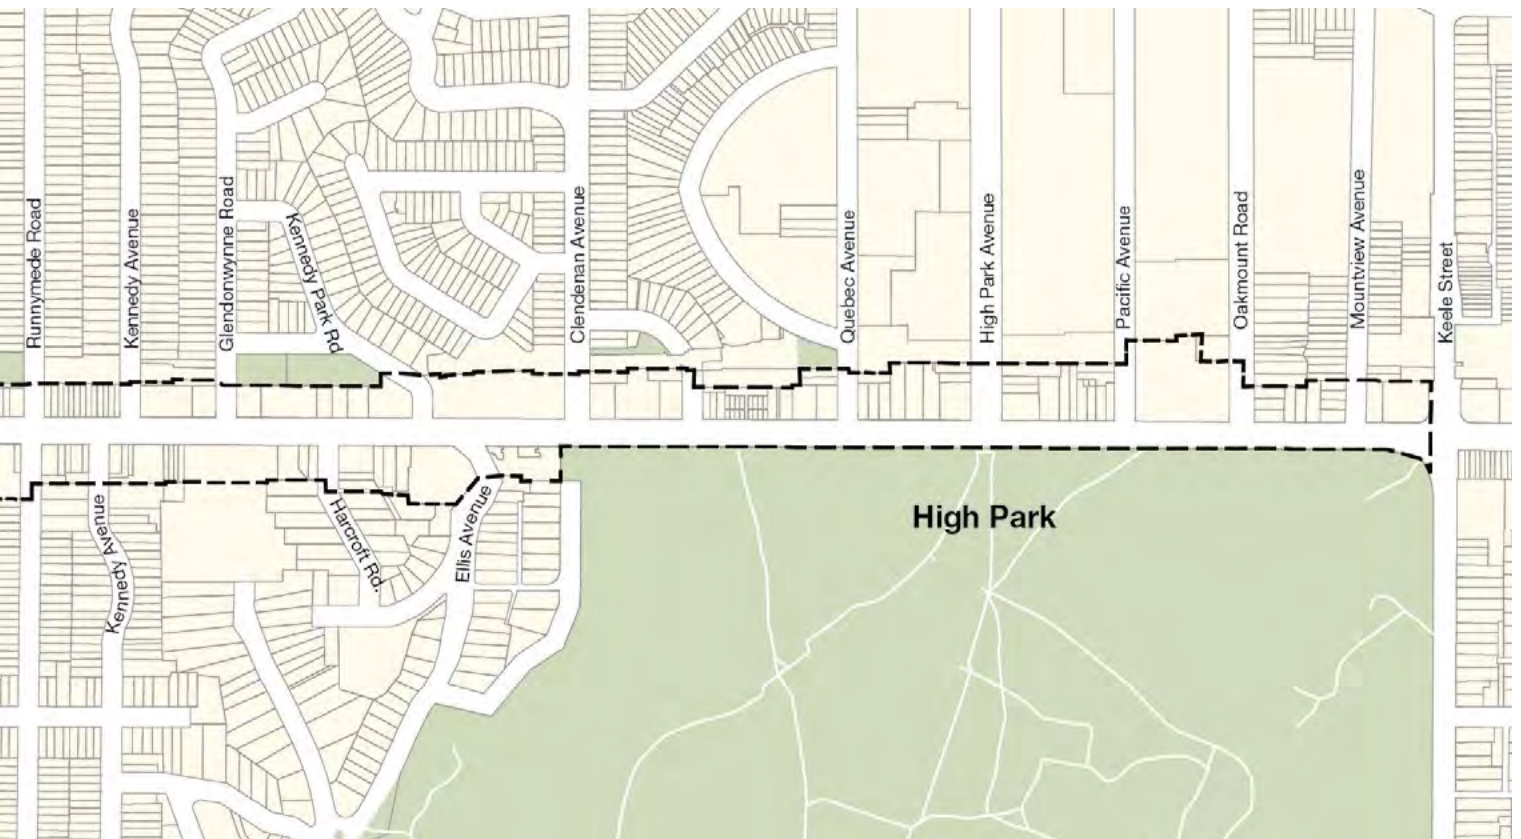 Runnymede Road
Kennedy Avenue
Glendonwynne Road
Kennedy Park Rd
Clendenan Avenue
Quebec Avenue
High Park Avenue
Pacific Avenue
Oakmount Road
Mountview Avenue
Keele Street
Kennedy Avenue
Harcroft Rd.
Ellis Avenue
High Park